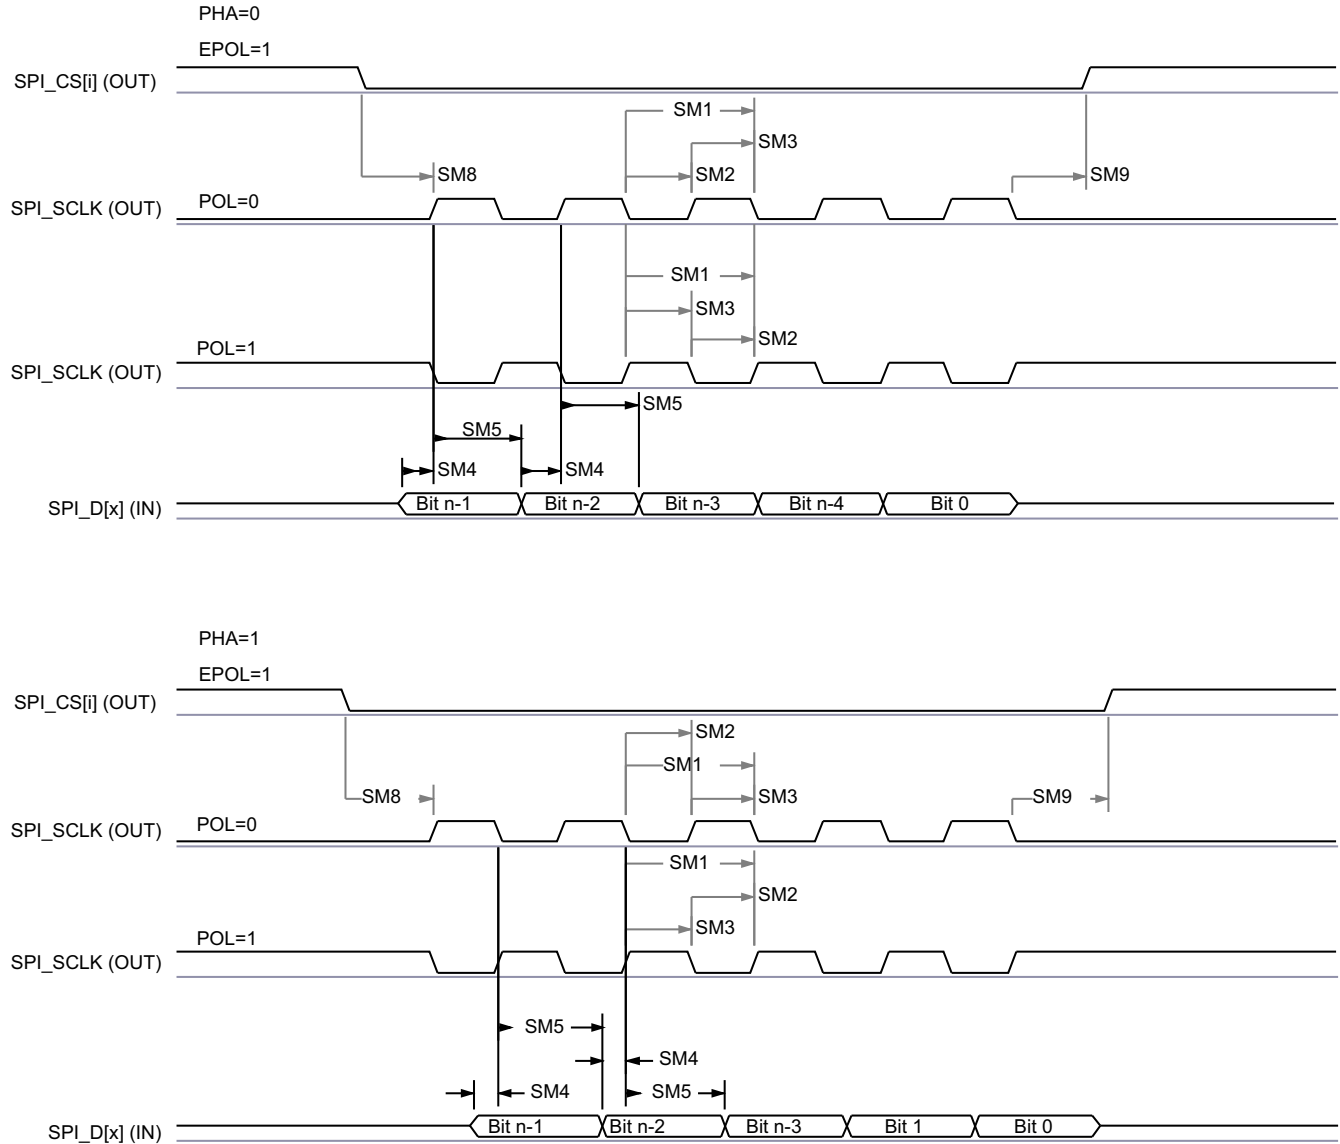 PHA=0
EPOL=1
SPI_CS[i] (OUT)
SM1
SM3
SM8
SM2
SM9
SPI_SCLK (OUT)
POL=0
SM1
SM3
SM2
POL=1
SPI_SCLK (OUT)
SM5
SM5
SM4
SM4
SPI_D[x] (IN)
Bit n-1
Bit n-2
Bit n-3
Bit n-4
Bit 0
PHA=1
EPOL=1
SPI_CS[i] (OUT)
SM2
SM1
SM8
SM3
SM9
SPI_SCLK (OUT)
POL=0
SM1
SM2
SM3
POL=1
SPI_SCLK (OUT)
SM5
SM4
SM4
SM5
SPI_D[x] (IN)
Bit n-1
Bit n-2
Bit n-3
Bit 1
Bit 0